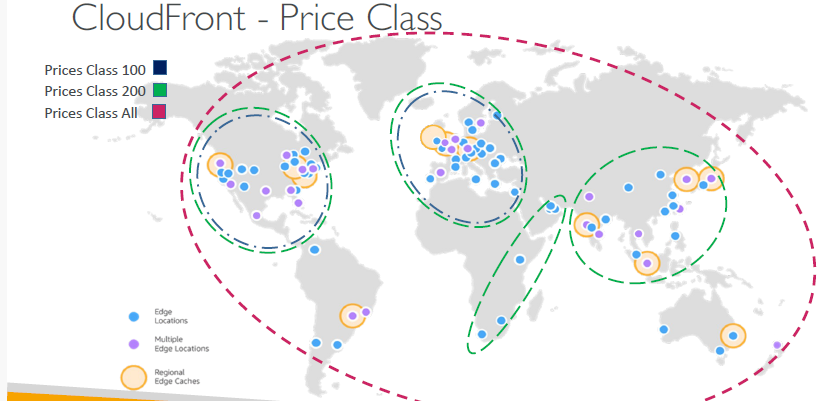 CloudFront - Price Class
Prices Class 100
Prices Class 200
Prices Class All
Edge
Locations
Multiple
Edge Locations
Regional
Edge Caches